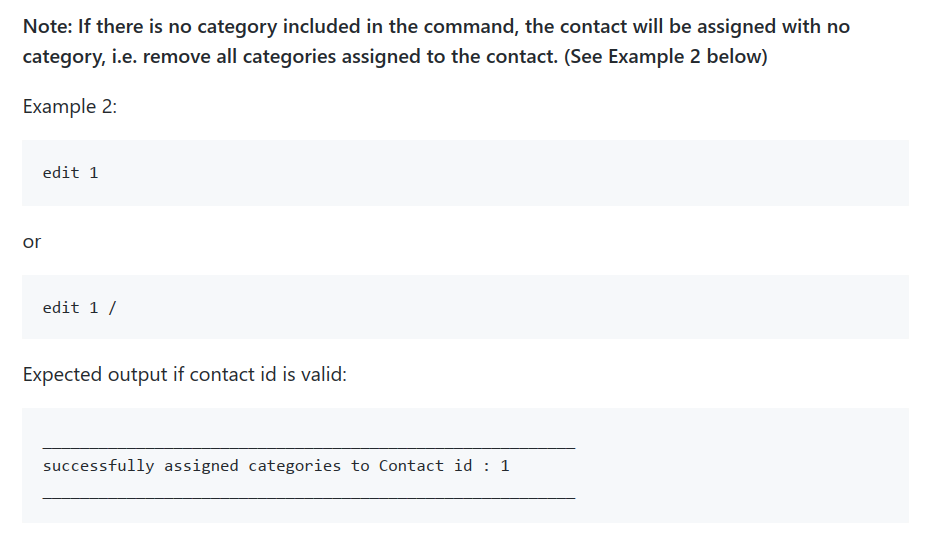 Note: If there is no category included in the command, the contact will be assigned with no
category, i.e. remove all categories assigned to the contact. (See Example 2 below)
Example 2:
edit 1
or
edit 1 /
Expected output if contact id is valid:
successfully assigned categories to Contact id : 1